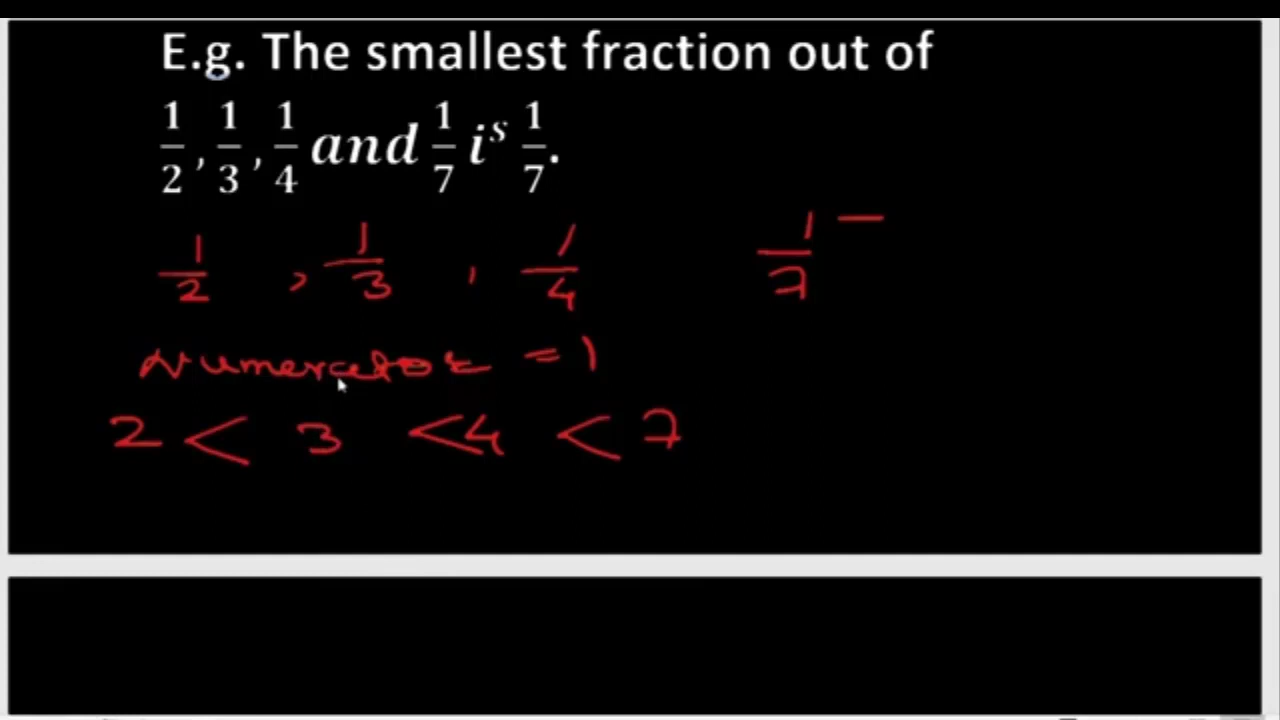 E.g. The smallest fraction out of
1/2, 1/3, 1/4 and 1/7 is 1/7.
1/2 , 1/3 , 1/4 1/7 —
Numerator = 1
2 < 3 < 4 < 7